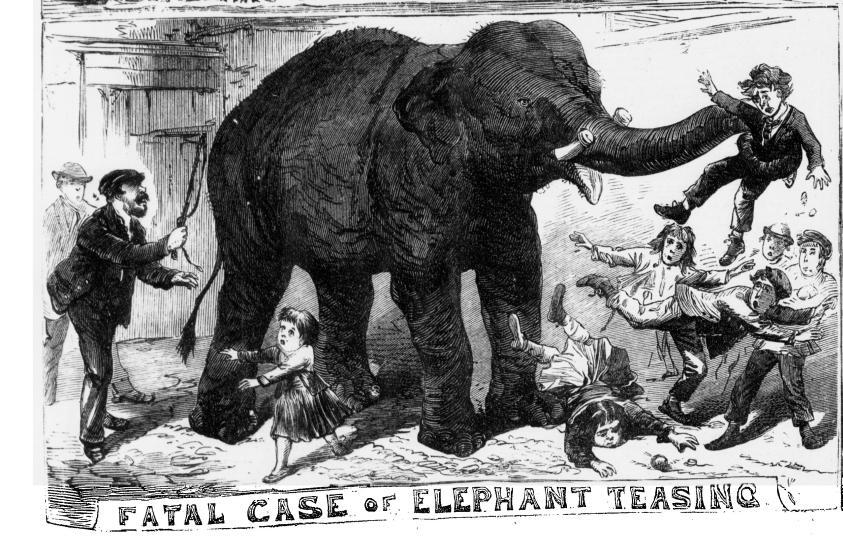 FATAL CASE OF ELEPHANT TEASING